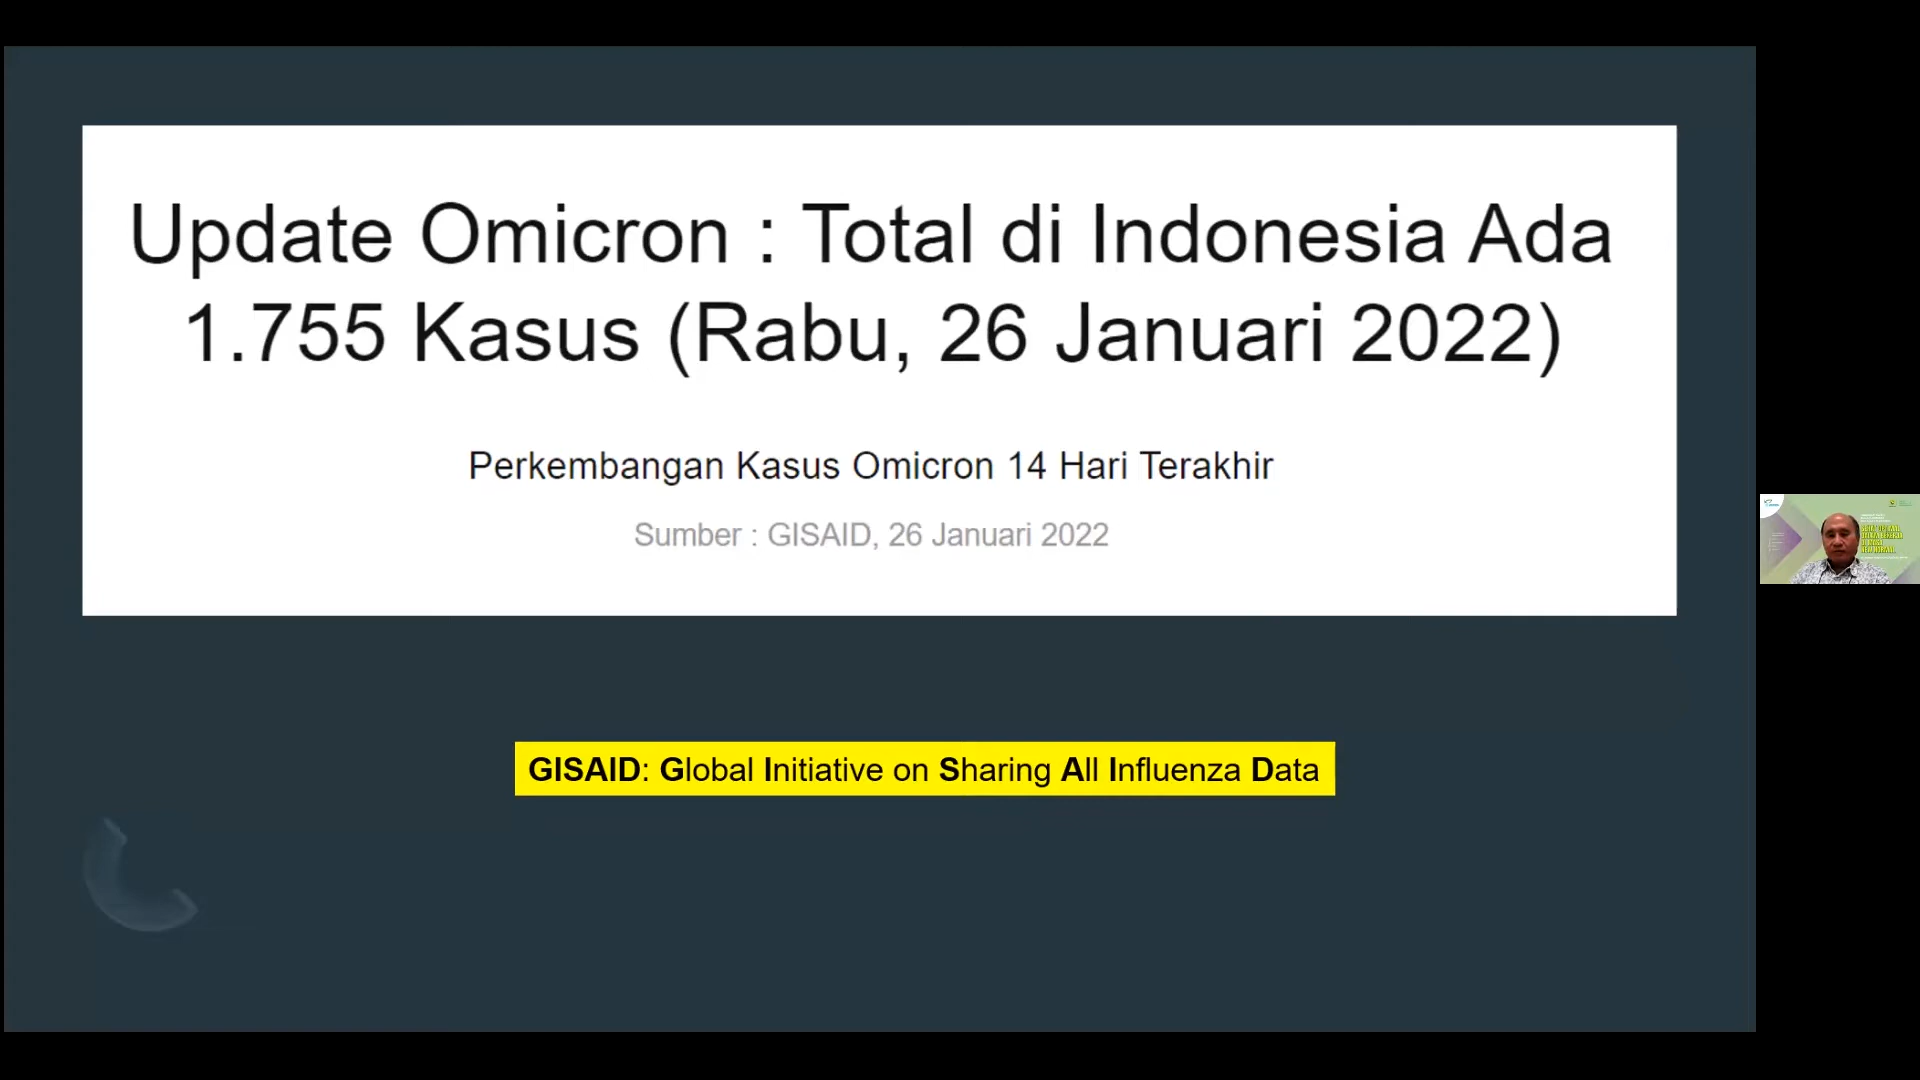 Update Omicron : Total di Indonesia Ada
1.755 Kasus (Rabu, 26 Januari 2022)
Perkembangan Kasus Omicron 14 Hari Terakhir
Sumber : GISAID, 26 Januari 2022
GISAID: Global Initiative on Sharing All Influenza Data